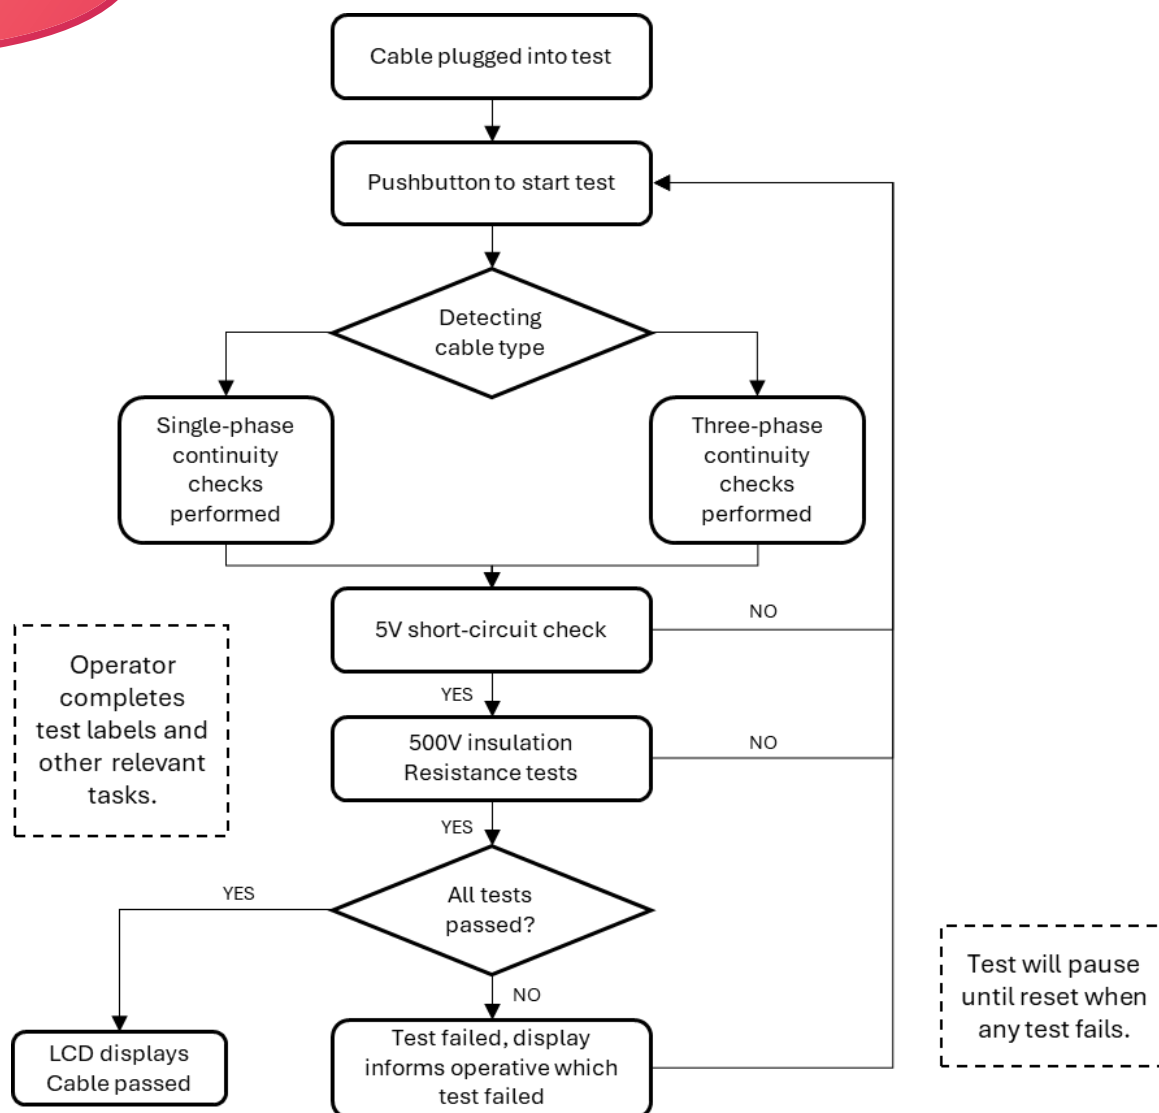 Cable plugged into test
Pushbutton to start test
Detecting
cable type
Single-phase
continuity
checks
performed
Three-phase
continuity
checks
performed
5V short-circuit check
NO
YES
Operator
completes
test labels and
other relevant
tasks.
500V insulation
Resistance tests
NO
YES
All tests
passed?
YES
NO
LCD displays
Cable passed
Test failed, display
informs operative which
test failed
Test will pause
until reset when
any test fails.